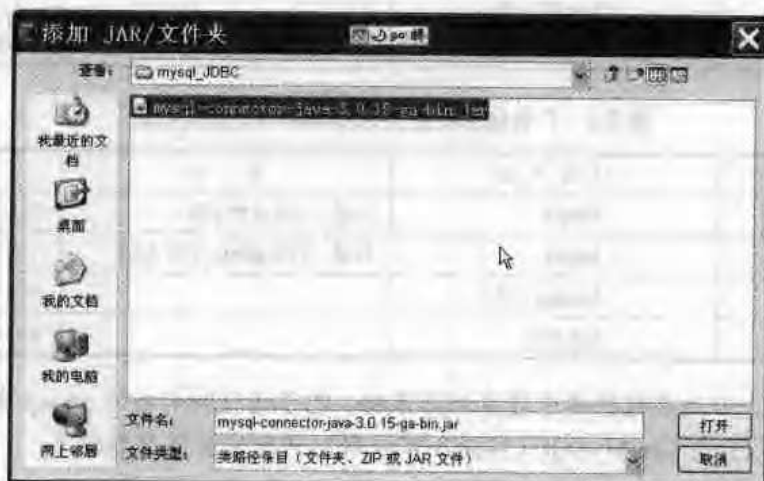 添加 JAR/文件夹
查看:
mysql_JDBC
mysql-connector-java-3.0.15-ga-bin.jar
我最近的文
档
桌面
我的文档
我的电脑
网上邻居
文件名:
mysql-connector-java-3.0.15-ga-bin.jar
打开
文件类型:
类路径条目(文件夹、ZIP 或 JAR 文件)
取消